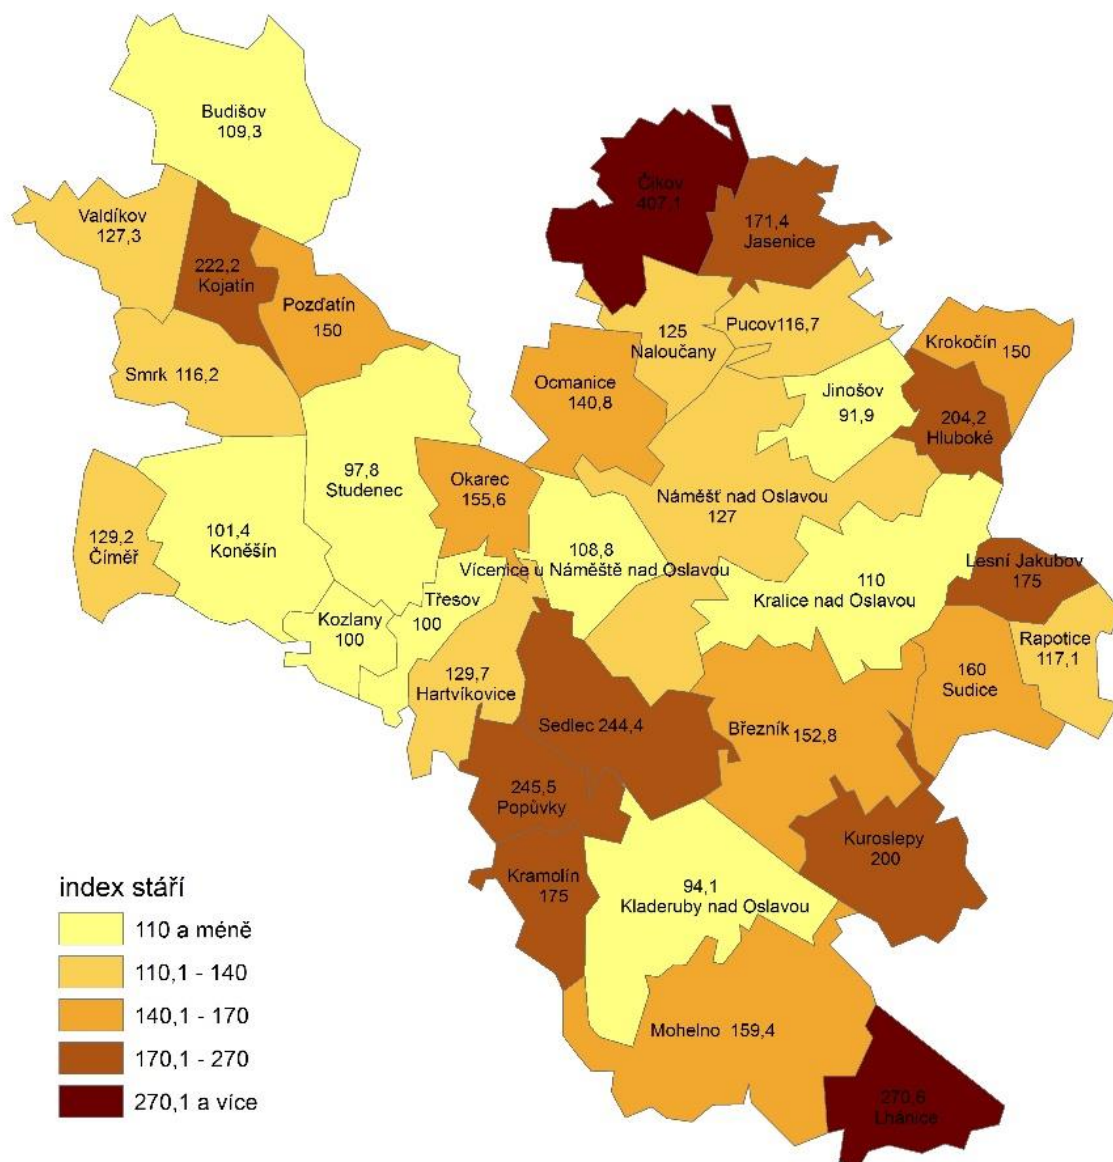 Budišov
109,3
Čikov
407,1
Valdíkov
127,3
171,4
Jasenice
222,2
Kojatín
Pozďatín
150
125
Naloučany
Pucov 116,7
Krokočín
150
Smrk 116,2
Ocmanice
140,8
Jinošov
91,9
204,2
Hluboké
97,8
Studenec
Okarec
155,6
Náměšť nad Oslavou
127
129,2
Číměř
101,4
Koněšín
108,8
Vícenice u Náměště nad Oslavou
Lesní Jakubov
175
110
Kralice nad Oslavou
Třesov
100
Kozlany
100
Rapotice
117,1
129,7
Hartvíkovice
160
Sudice
Sedlec 244,4
Březník 152,8
245,5
Popůvky
Kuroslepy
200
Kramolín
175
94,1
Kladeruby nad Oslavou
Mohelno 159,4
270,6
Lhánice
index stáří
110 a méně
110,1 - 140
140,1 - 170
170,1 - 270
270,1 a více